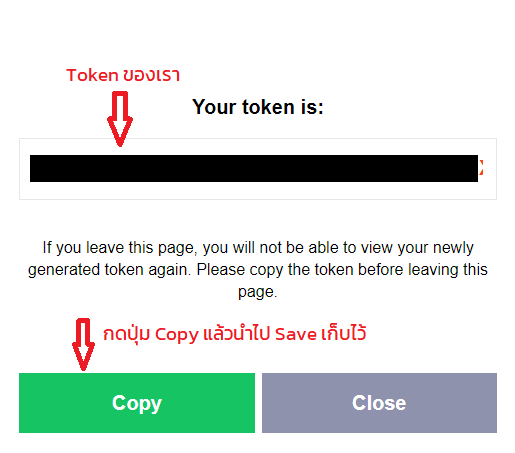 Token ของเรา
Your token is:
If you leave this page, you will not be able to view your newly
generated token again. Please copy the token before leaving this
page.
กดปุ่ม Copy แล้วนำไป Save เก็บไว้
Copy
Close